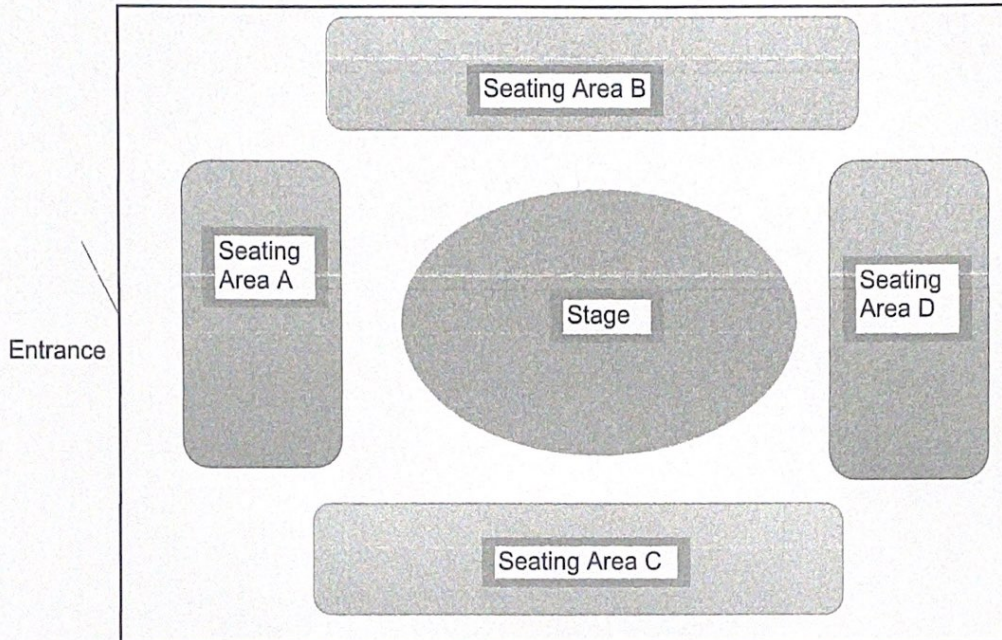 Seating Area B
Seating
Area A
Stage
Seating
Area D
Entrance
Seating Area C